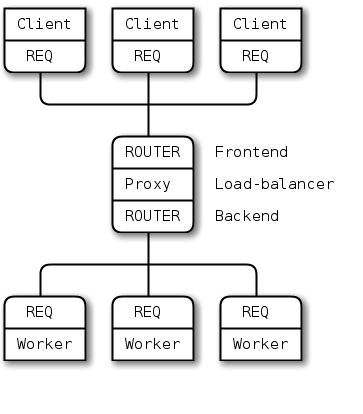 Client Client Client
REQ REQ REQ
ROUTER Frontend
Proxy Load-balancer
ROUTER Backend
REQ REQ REQ
Worker Worker Worker